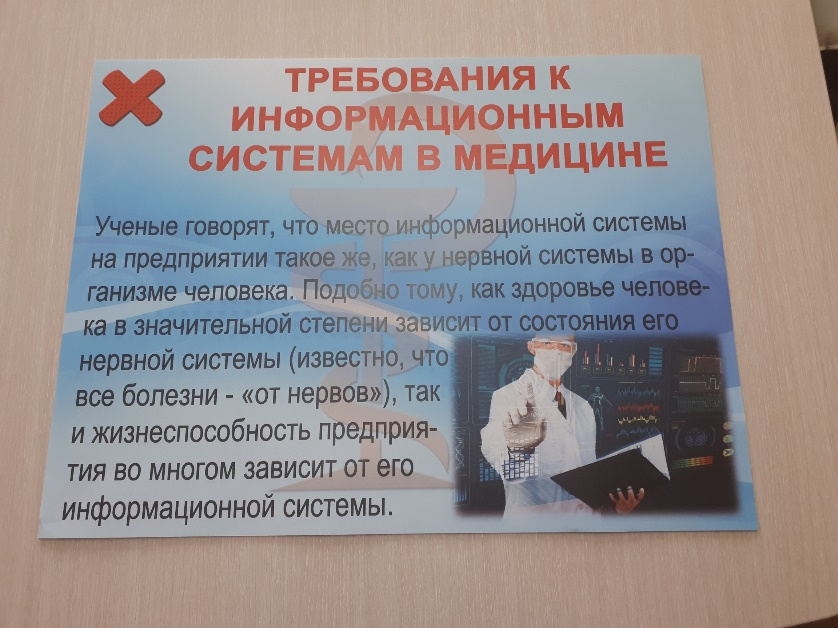 ТРЕБОВАНИЯ К
ИНФОРМАЦИОННЫМ
СИСТЕМАМ В МЕДИЦИНЕ
Ученые говорят, что место информационной системы
на предприятии такое же, как у нервной системы в ор-
ганизме человека. Подобно тому, как здоровье челове-
ка в значительной степени зависит от состояния его
нервной системы (известно, что
все болезни - «от нервов»), так
и жизнеспособность предприя-
тия во многом зависит от его
информационной системы.